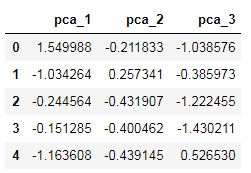 pca_1 pca_2 pca_3
0 1.549988 -0.211833 -1.038576
1 -1.034264 0.257341 -0.385973
2 -0.244564 -0.431907 -1.222455
3 -0.151285 -0.400462 -1.430211
4 -1.163608 -0.439145 0.526530